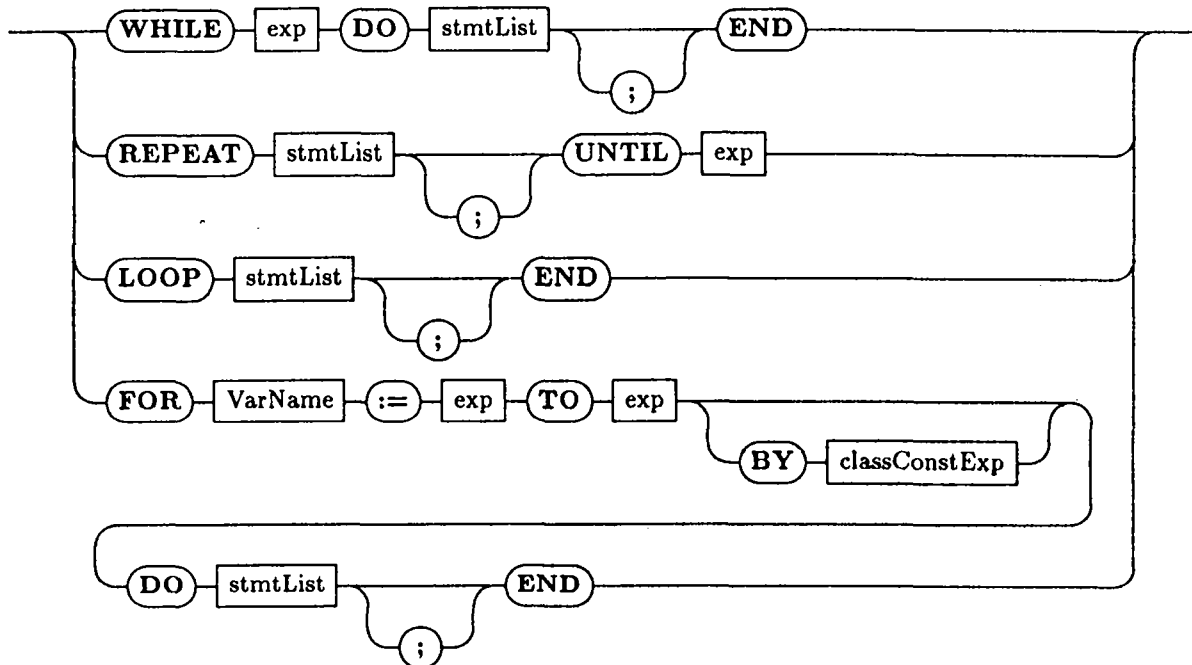 WHILE exp DO stmtList END
;
REPEAT stmtList UNTIL exp
;
LOOP stmtList END
;
FOR VarName := exp TO exp
BY classConstExp
DO stmtList END
;